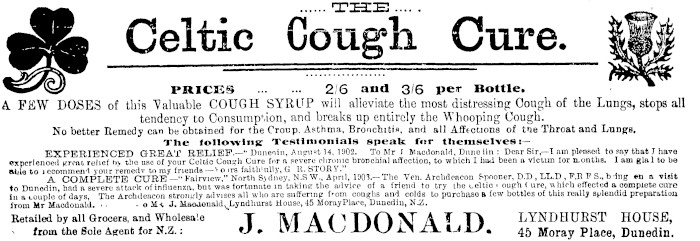 THE
Celtic Cough Cure.
PRICES ... ... 2/6 and 3/6 per Bottle.
A FEW DOSES of this Valuable COUGH SYRUP will alleviate the most distressing Cough of the Lungs, stops all
tendency to Consumption, and breaks up entirely the Whooping Cough.
No better Remedy can be obtained for the Croup, Asthma, Bronchitis, and all Affections of the Throat and Lungs.
The following Testimonials speak for themselves:—
EXPERIENCED GREAT RELIEF.—" Dunedin, August 14, 1902. To Mr J Macdonald, Dunedin: Dear Sir,—I am pleased to say that I have
experienced great relief by the use of your Celtic Cough Cure for a severe chronic bronchial affection, to which I had been a victim for months. I am glad to be
able to recommend your remedy to my friends—Yours faithfully, G R. STORY."
A COMPLETE CURE—"Fairview," North Sydney, N.S W., April, 1901.—The Ven. Archdeacon Spooner, D.D., LL.D, F.R P S., being on a visit
to Dunedin, had a severe attack of influenza, but was fortunate in taking the advice of a friend to try the Celtic Cough Cure, which effected a complete cure
in a couple of days. The Archdeacon strongly advises all who are suffering from coughs and colds to purchase a few bottles of this really splendid preparation
from Mr Macdonald. J. Macdonald, Lyndhurst House, 45 Moray Place, Dunedin, N.Z.
Retailed by all Grocers, and Wholesale
from the Sole Agent for N.Z.:
J. MACDONALD.
LYNDHURST HOUSE,
45 Moray Place, Dunedin.